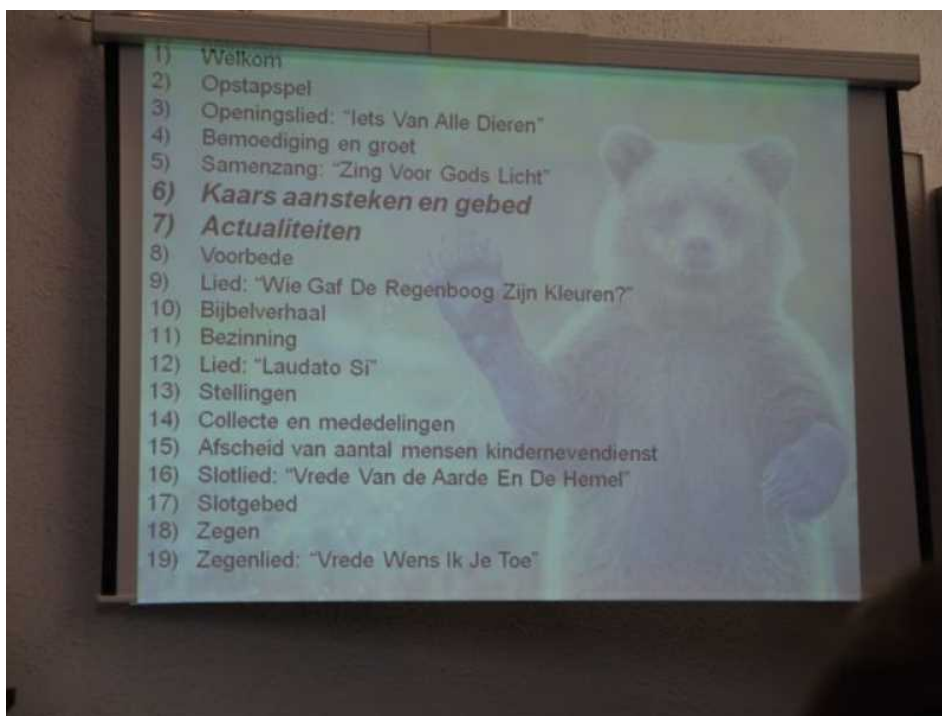 1) Welkom
2) Opstapspel
3) Openingslied: "Iets Van Alle Dieren"
4) Bemoediging en groet
5) Samenzang: "Zing Voor Gods Licht"
6) Kaars aansteken en gebed
7) Actualiteiten
8) Voorbede
9) Lied: "Wie Gaf De Regenboog Zijn Kleuren?"
10) Bijbelverhaal
11) Bezinning
12) Lied: "Laudato Si"
13) Stellingen
14) Collecte en mededelingen
15) Afscheid van aantal mensen kindernevendienst
16) Slotlied: "Vrede Van de Aarde En De Hemel"
17) Slotgebed
18) Zegen
19) Zegenlied: "Vrede Wens Ik Je Toe"